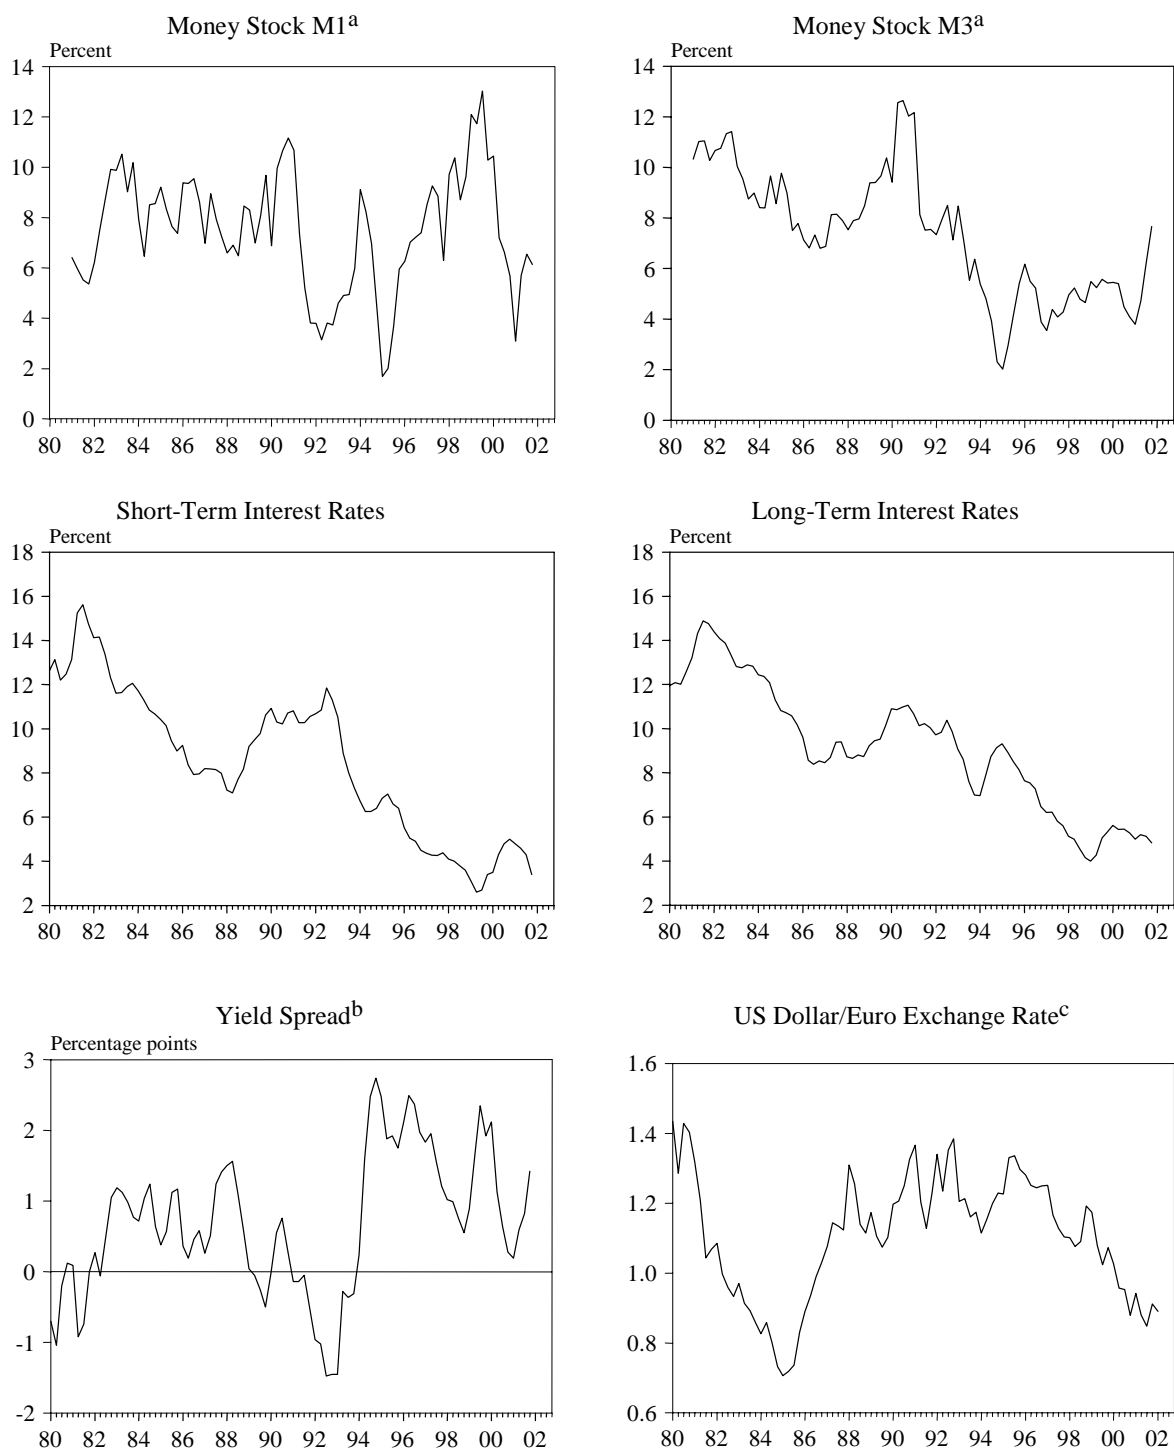 Money Stock M1a
Percent
14
12
10
8
6
4
2
0
80 82 84 86 88 90 92 94 96 98 00 02
Money Stock M3a
Percent
14
12
10
8
6
4
2
0
80 82 84 86 88 90 92 94 96 98 00 02
Short-Term Interest Rates
Percent
18
16
14
12
10
8
6
4
2
80 82 84 86 88 90 92 94 96 98 00 02
Long-Term Interest Rates
Percent
18
16
14
12
10
8
6
4
2
80 82 84 86 88 90 92 94 96 98 00 02
Yield Spreadb
Percentage points
3
2
1
0
-1
-2
80 82 84 86 88 90 92 94 96 98 00 02
US Dollar/Euro Exchange Ratec
1.6
1.4
1.2
1.0
0.8
0.6
80 82 84 86 88 90 92 94 96 98 00 02